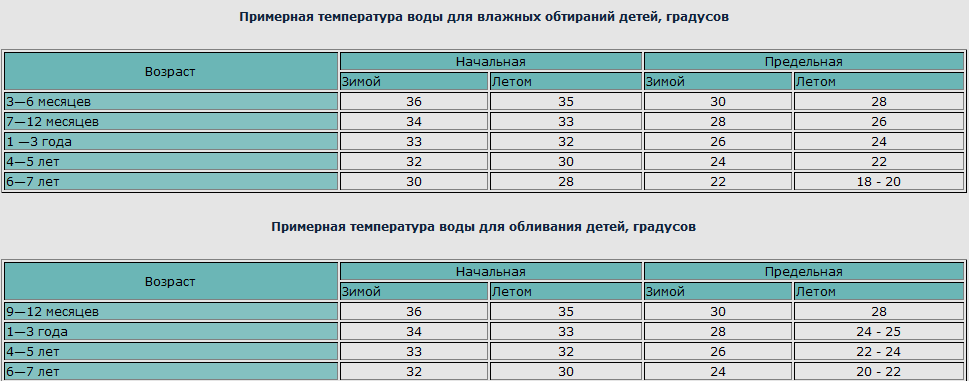 Примерная температура воды для влажных обтираний детей, градусов
Возраст Начальная Предельная
Зимой Летом Зимой Летом
3—6 месяцев 36 35 30 28
7—12 месяцев 34 33 28 26
1 —3 года 33 32 26 24
4—5 лет 32 30 24 22
6—7 лет 30 28 22 18 - 20
Примерная температура воды для обливания детей, градусов
Возраст Начальная Предельная
Зимой Летом Зимой Летом
9—12 месяцев 36 35 30 28
1—3 года 34 33 28 24 - 25
4—5 лет 33 32 26 22 - 24
6—7 лет 32 30 24 20 - 22